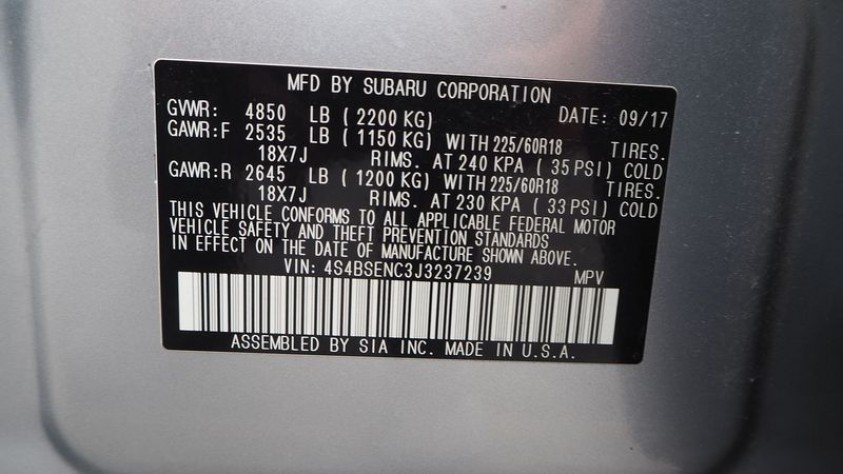 MFD BY SUBARU CORPORATION
GVWR: 4850 LB ( 2200 KG) DATE: 09/17
GAWR:F 2535 LB ( 1150 KG) WITH 225/60R18 TIRES.
18X7J RIMS. AT 240 KPA ( 35 PSI) COLD
GAWR:R 2645 LB ( 1200 KG) WITH 225/60R18 TIRES.
18X7J RIMS. AT 230 KPA ( 33 PSI) COLD
THIS VEHICLE CONFORMS TO ALL APPLICABLE FEDERAL MOTOR
VEHICLE SAFETY AND THEFT PREVENTION STANDARDS
IN EFFECT ON THE DATE OF MANUFACTURE SHOWN ABOVE.
VIN: 4S4BSENC3J3237239 MPV
ASSEMBLED BY SIA INC. MADE IN U.S.A.